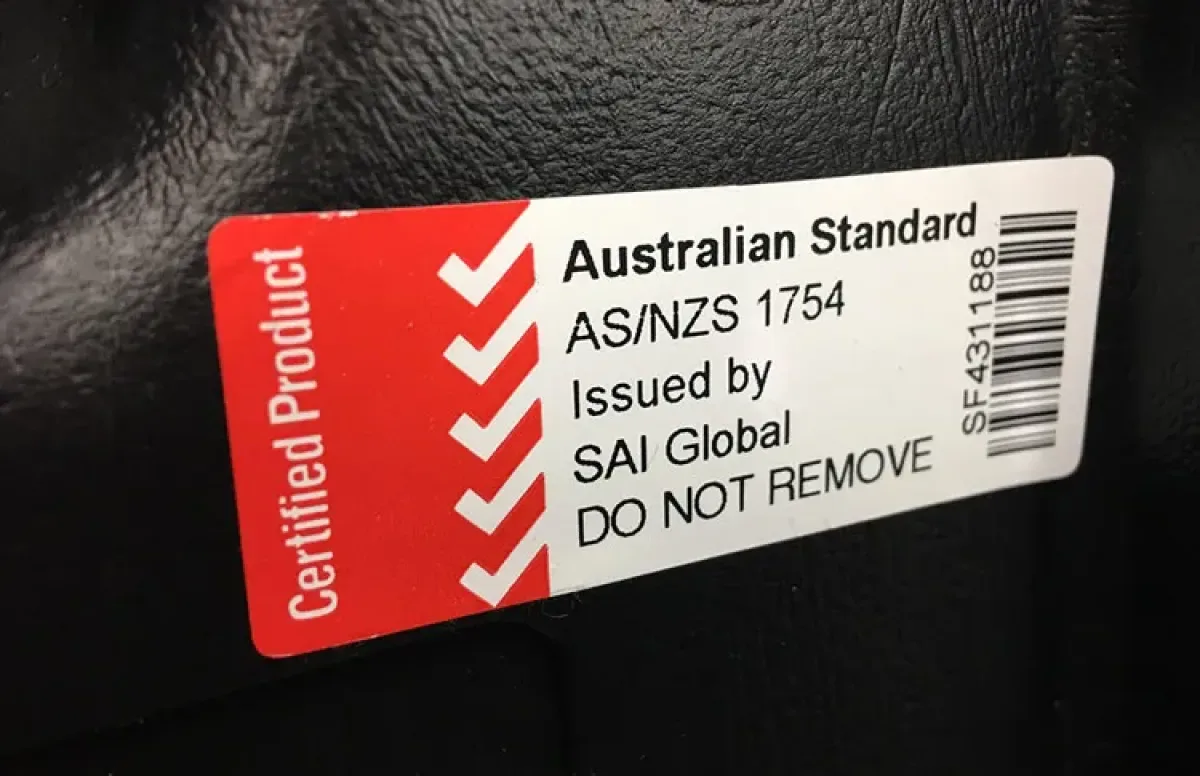 Certified Product
Australian Standard
AS/NZS 1754
Issued by
SAI Global
DO NOT REMOVE
SF431188